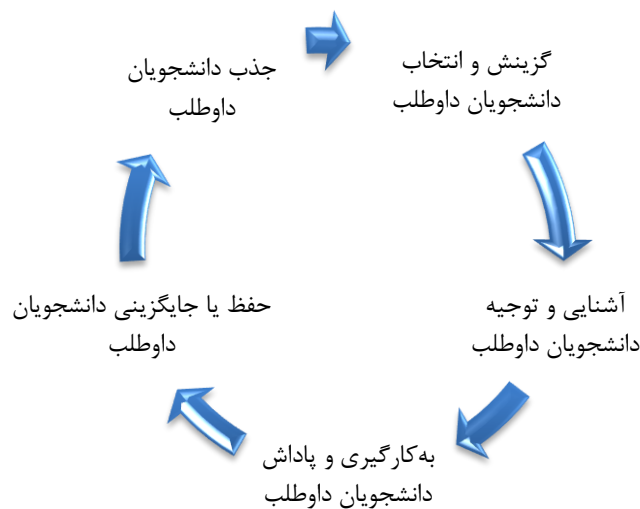 جذب دانشجویان
داوطلب
گزینش و انتخاب
دانشجویان داوطلب
آشنایی و توجیه
دانشجویان داوطلب
به‌کارگیری و پاداش
دانشجویان داوطلب
حفظ یا جایگزینی دانشجویان
داوطلب